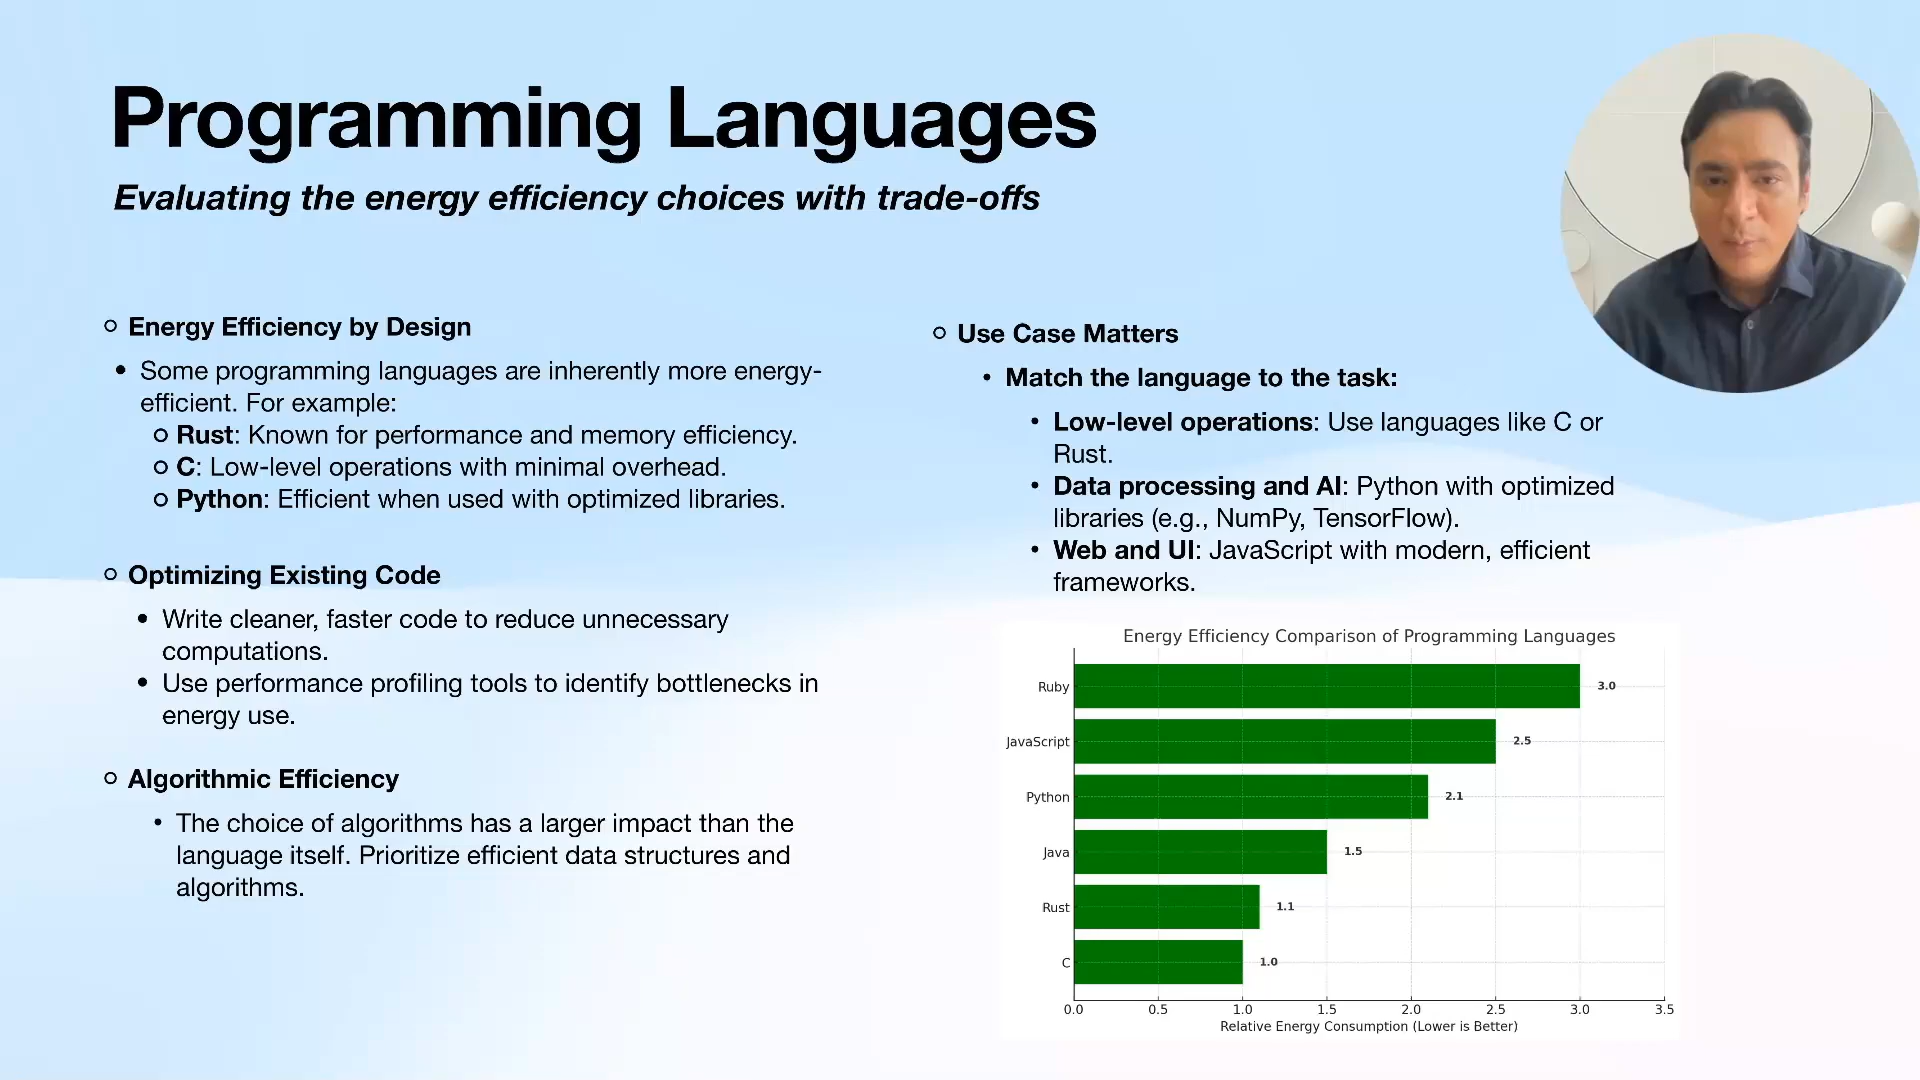 Programming Languages
Evaluating the energy efficiency choices with trade-offs
Energy Efficiency by Design
Some programming languages are inherently more energy-
efficient. For example:
Rust: Known for performance and memory efficiency.
C: Low-level operations with minimal overhead.
Python: Efficient when used with optimized libraries.
Optimizing Existing Code
Write cleaner, faster code to reduce unnecessary
computations.
Use performance profiling tools to identify bottlenecks in
energy use.
Algorithmic Efficiency
The choice of algorithms has a larger impact than the
language itself. Prioritize efficient data structures and
algorithms.
Use Case Matters
Match the language to the task:
Low-level operations: Use languages like C or
Rust.
Data processing and AI: Python with optimized
libraries (e.g., NumPy, TensorFlow).
Web and UI: JavaScript with modern, efficient
frameworks.
Energy Efficiency Comparison of Programming Languages
Ruby 3.0
JavaScript 2.5
Python 2.1
Java 1.5
Rust 1.1
C 1.0
0.0 0.5 1.0 1.5 2.0 2.5 3.0 3.5
Relative Energy Consumption (Lower is Better)